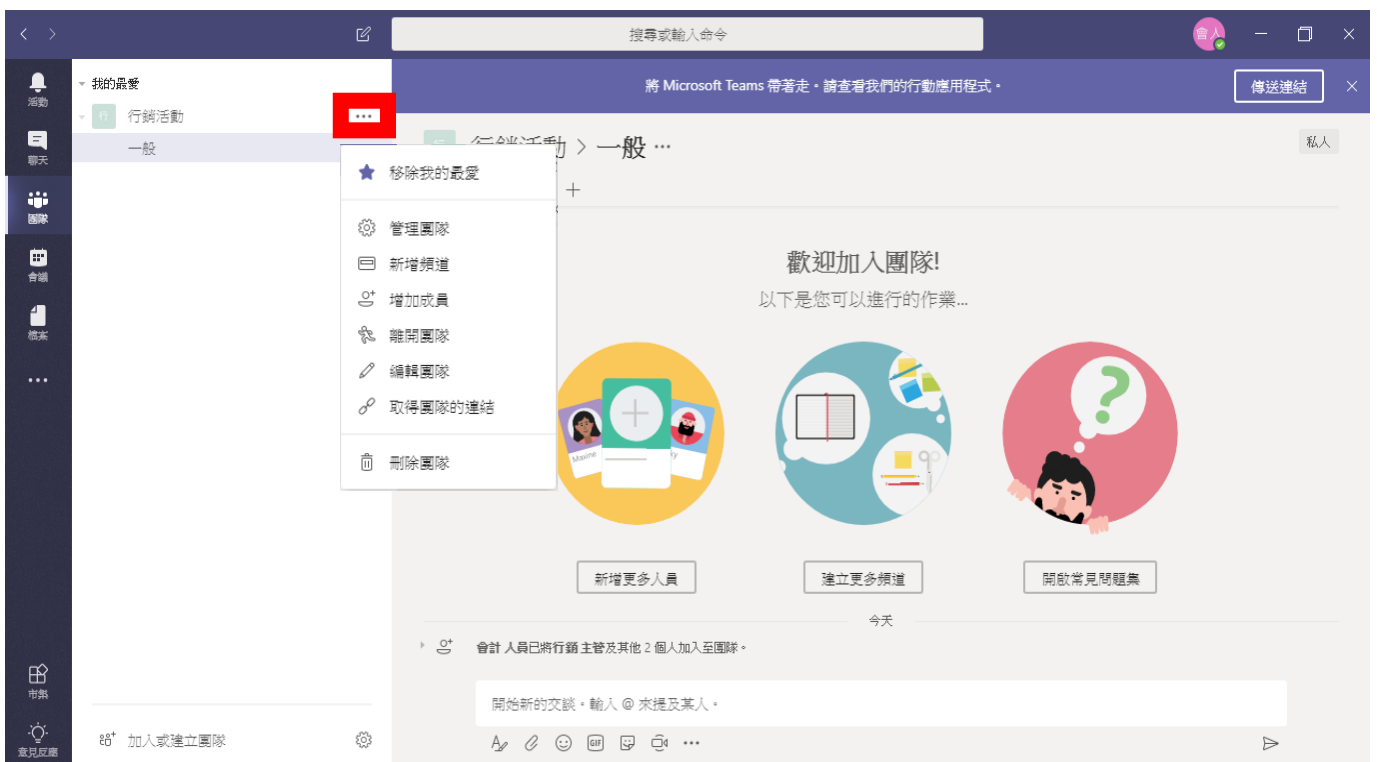 搜尋或輸入命令
會人
活動
聊天
團隊
會議
檔案
市集
意見反應
我的最愛
行 行銷活動
一般
加入或建立團隊
移除我的最愛
管理團隊
新增頻道
增加成員
離開團隊
編輯團隊
取得團隊的連結
刪除團隊
將 Microsoft Teams 帶著走。請查看我們的行動應用程式。
傳送連結
行銷活動 > 一般 ...
私人
歡迎加入團隊!
以下是您可以進行的作業...
Maxine
新增更多人員
建立更多頻道
開啟常見問題集
今天
會計 人員已將行銷 主管及其他 2 個人加入至團隊。
開始新的交談。輸入 @ 來提及某人。
GIF